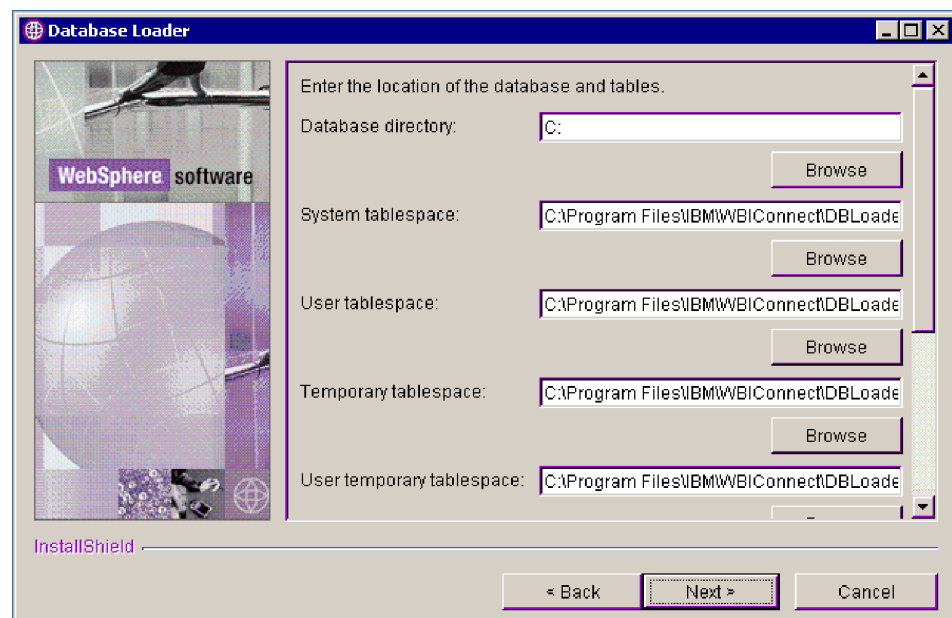 Database Loader
WebSphere software
Enter the location of the database and tables.
Database directory: C:
Browse
System tablespace: C:\Program Files\IBM\WBIConnect\DBLoade
Browse
User tablespace: C:\Program Files\IBM\WBIConnect\DBLoade
Browse
Temporary tablespace: C:\Program Files\IBM\WBIConnect\DBLoade
Browse
User temporary tablespace: C:\Program Files\IBM\WBIConnect\DBLoade
InstallShield
< Back Next > Cancel